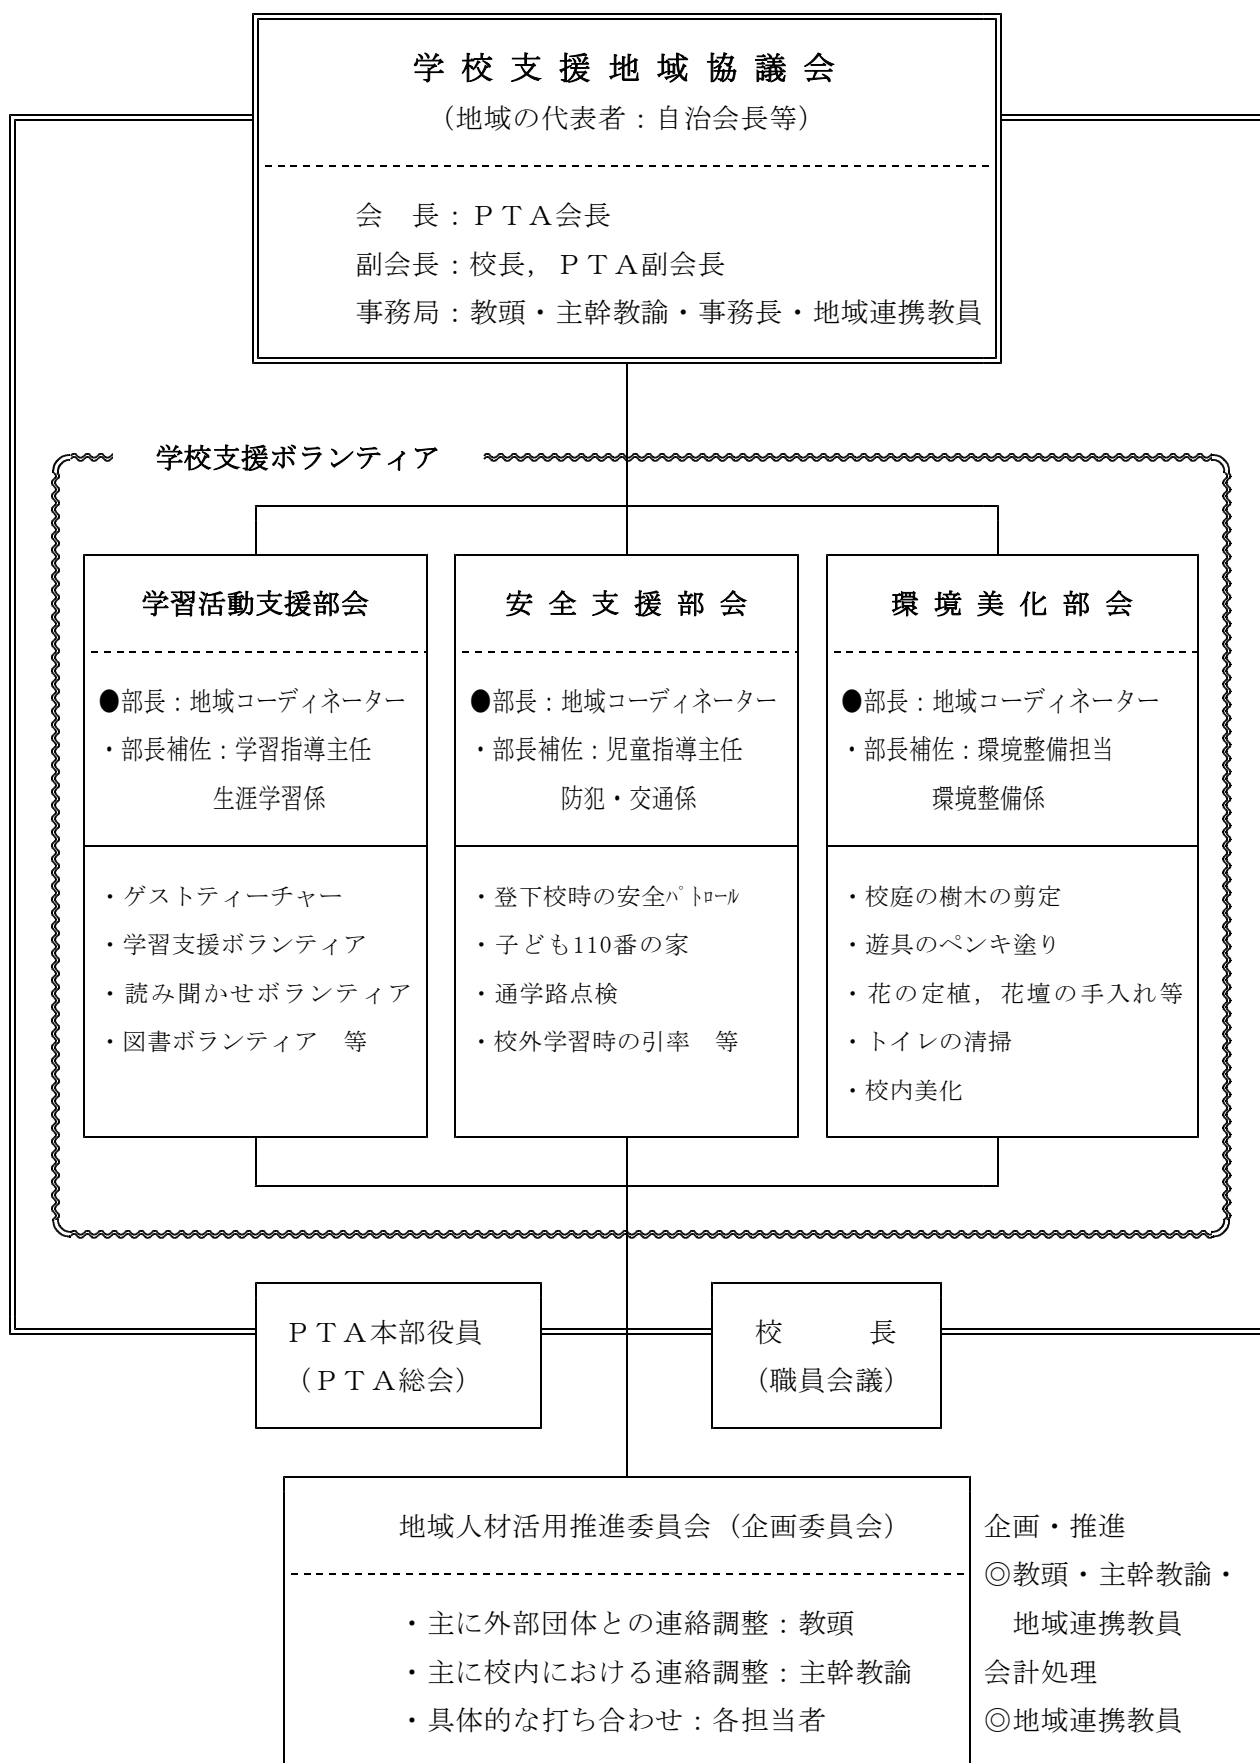 学校支援地域協議会
（地域の代表者：自治会長等）
会　長：ＰＴＡ会長
副会長：校長，ＰＴＡ副会長
事務局：教頭・主幹教諭・事務長・地域連携教員
学校支援ボランティア
学習活動支援部会
●部長：地域コーディネーター
・部長補佐：学習指導主任
生涯学習係
・ゲストティーチャー
・学習支援ボランティア
・読み聞かせボランティア
・図書ボランティア　等
安全支援部会
●部長：地域コーディネーター
・部長補佐：児童指導主任
防犯・交通係
・登下校時の安全ﾊﾟﾄﾛｰﾙ
・子ども110番の家
・通学路点検
・校外学習時の引率　等
環境美化部会
●部長：地域コーディネーター
・部長補佐：環境整備担当
環境整備係
・校庭の樹木の剪定
・遊具のペンキ塗り
・花の定植，花壇の手入れ等
・トイレの清掃
・校内美化
ＰＴＡ本部役員
（ＰＴＡ総会）
校　　　長
（職員会議）
地域人材活用推進委員会（企画委員会）
・主に外部団体との連絡調整：教頭
・主に校内における連絡調整：主幹教諭
・具体的な打ち合わせ：各担当者
企画・推進
◎教頭・主幹教諭・
地域連携教員
会計処理
◎地域連携教員